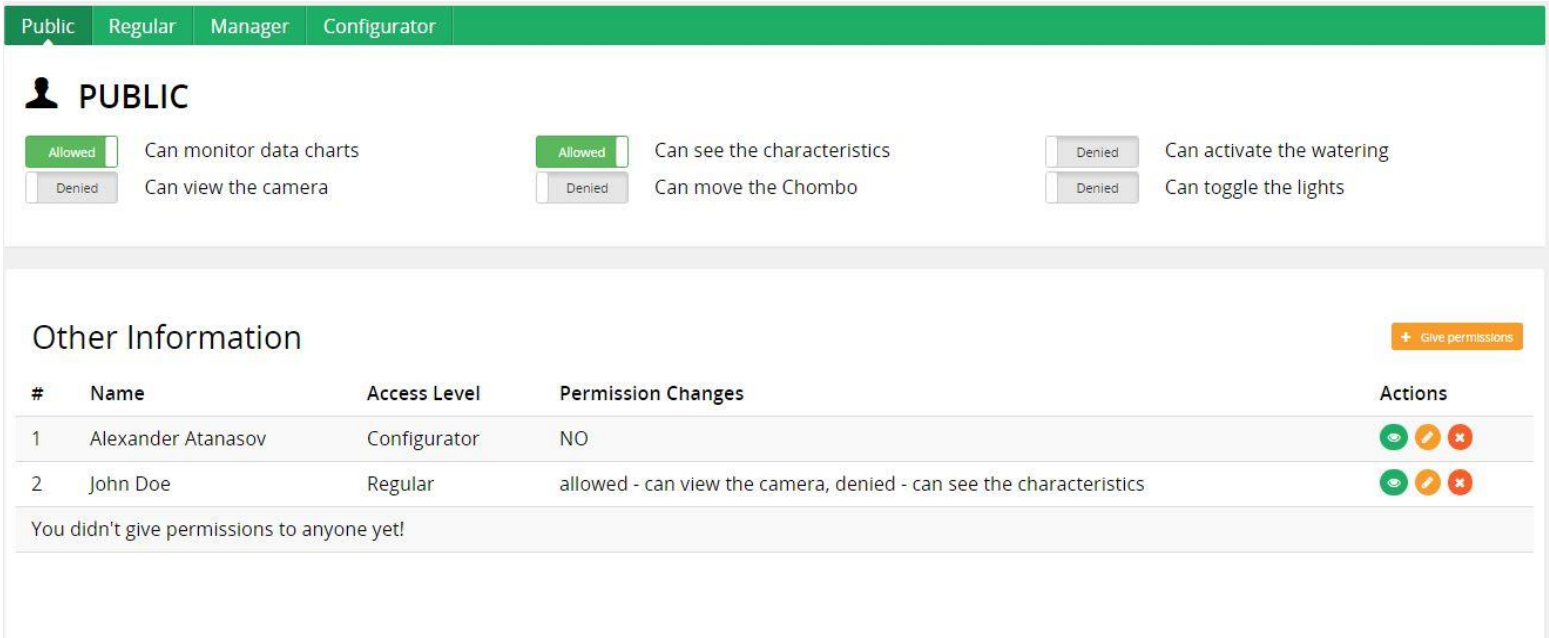 Public Regular Manager Configurator
PUBLIC
Allowed Can monitor data charts Allowed Can see the characteristics Denied Can activate the watering
Denied Can view the camera Denied Can move the Chombo Denied Can toggle the lights
Other Information + Give permissions
# Name Access Level Permission Changes Actions
1 Alexander Atanasov Configurator NO
2 John Doe Regular allowed - can view the camera, denied - can see the characteristics
You didn't give permissions to anyone yet!